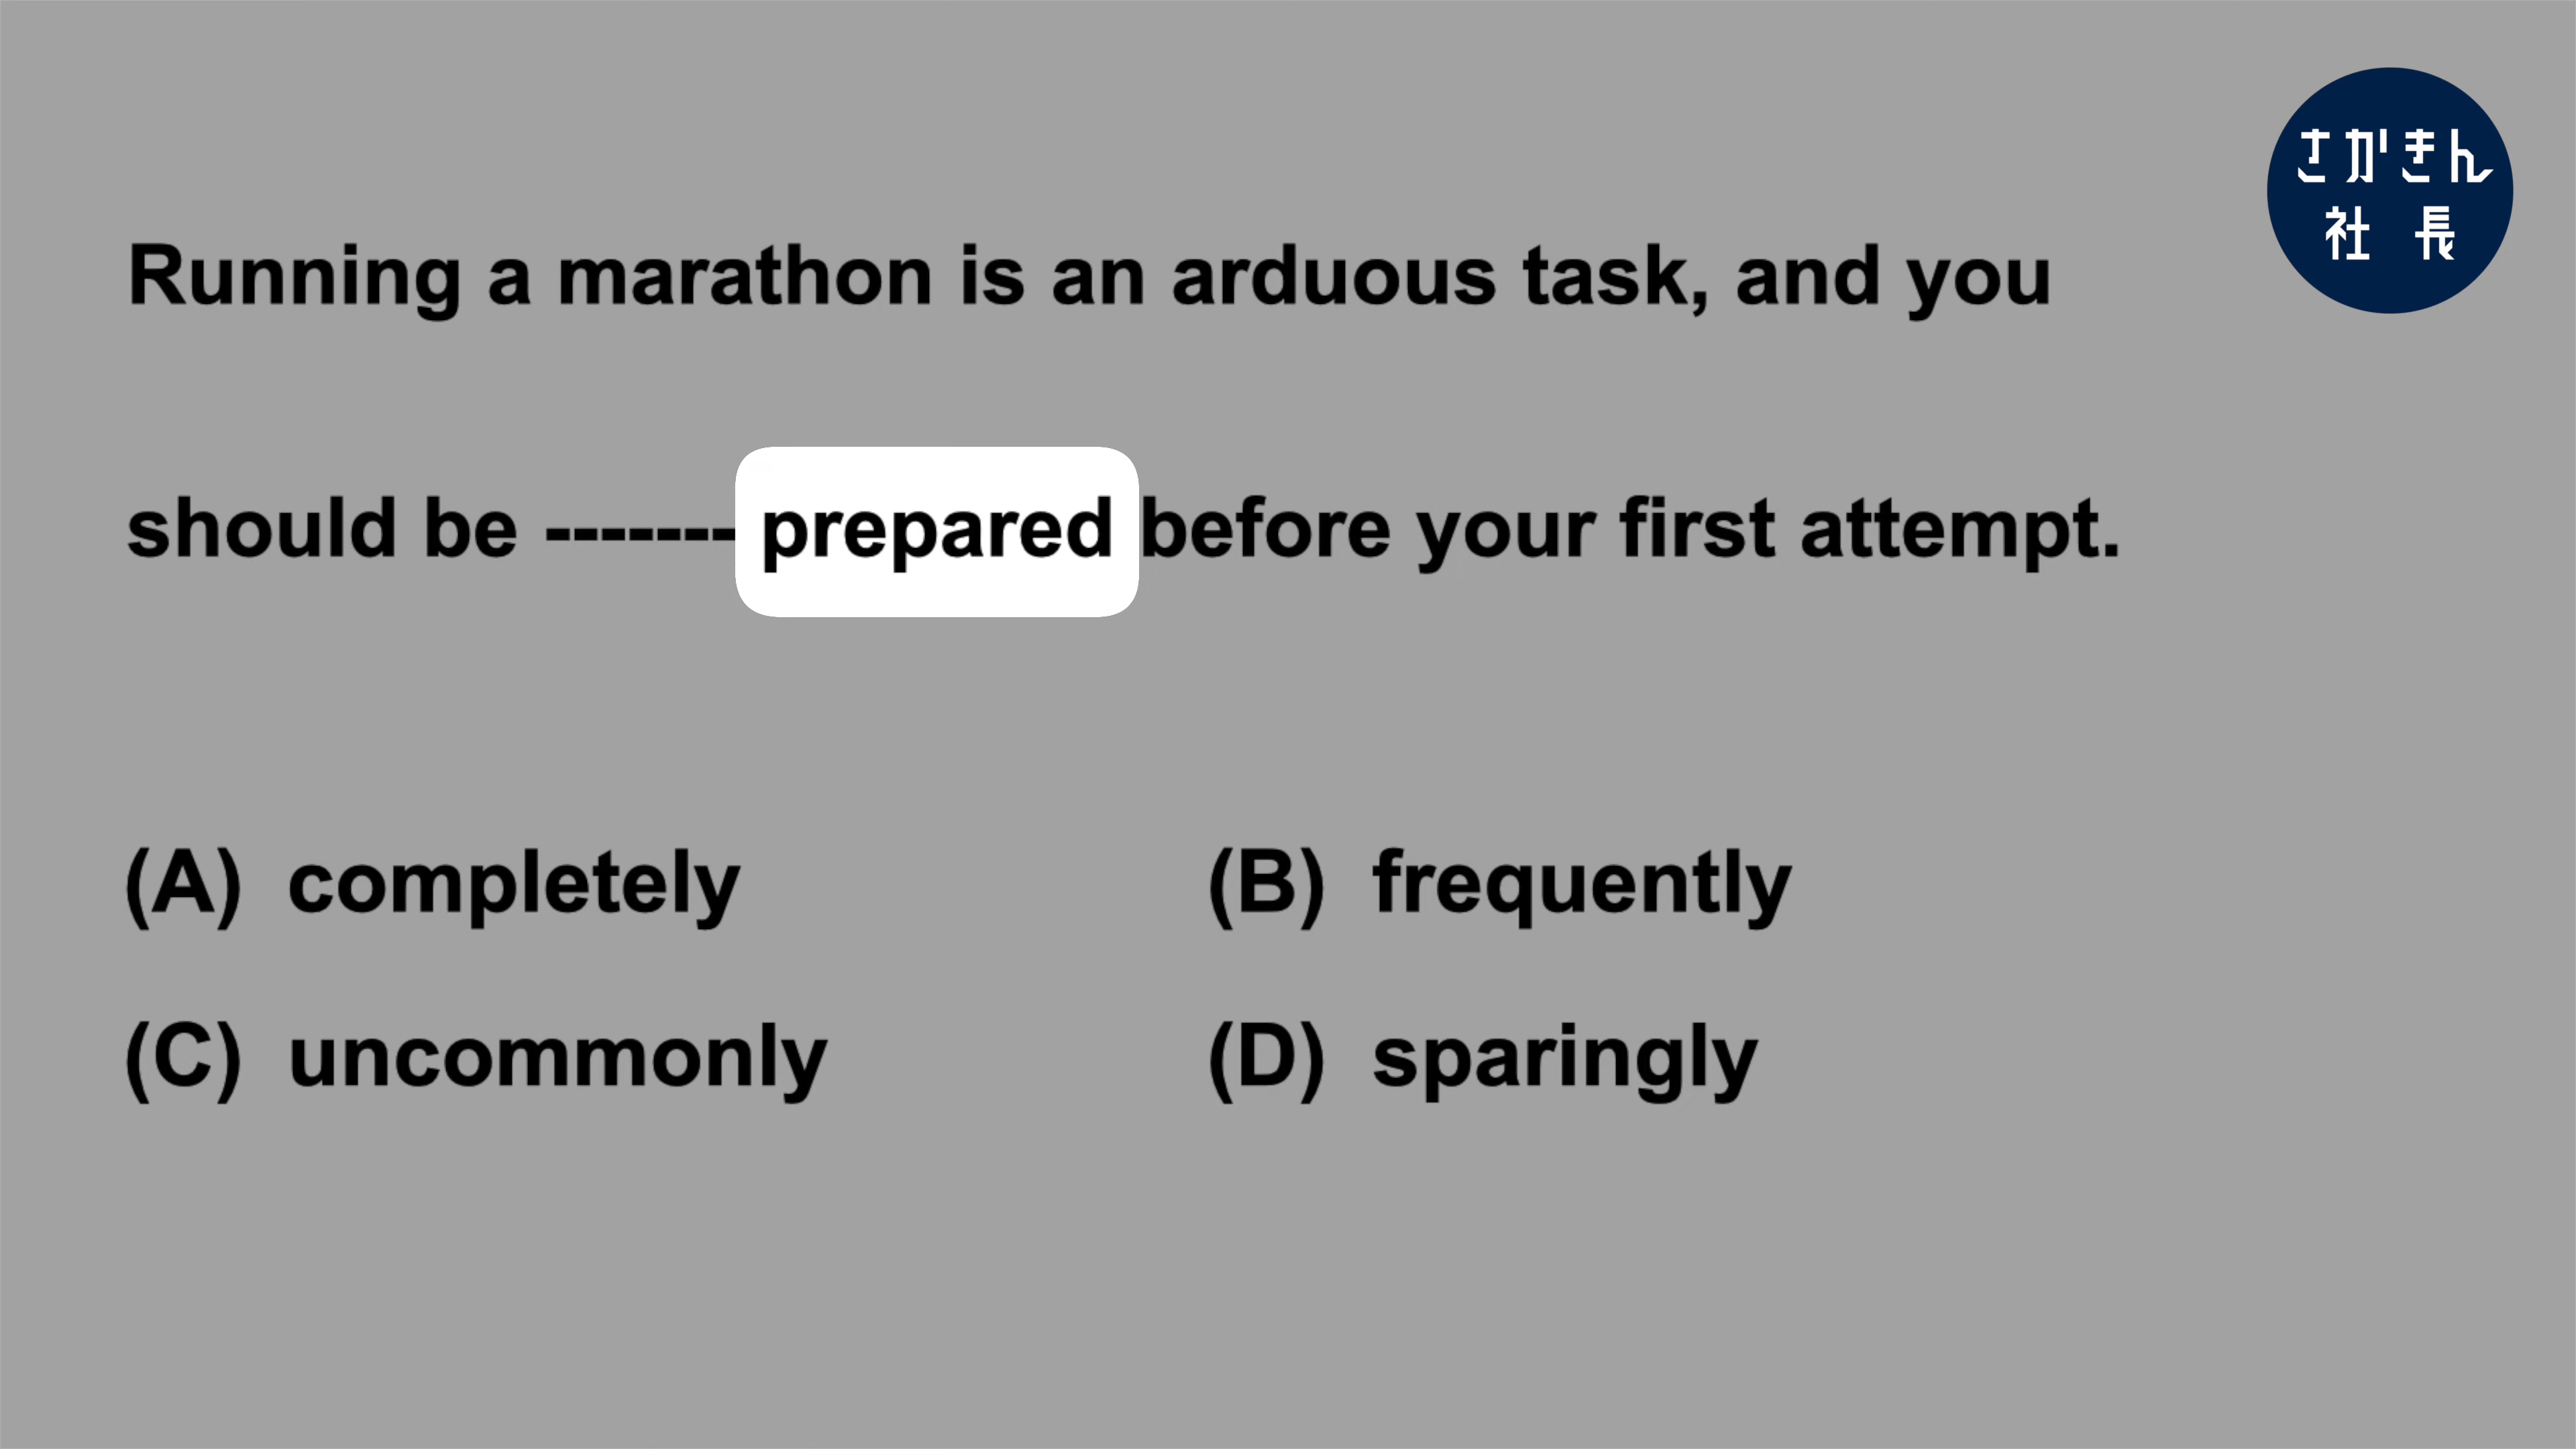 さかきん
社長
Running a marathon is an arduous task, and you
should be ------- prepared before your first attempt.
(A) completely
(B) frequently
(C) uncommonly
(D) sparingly